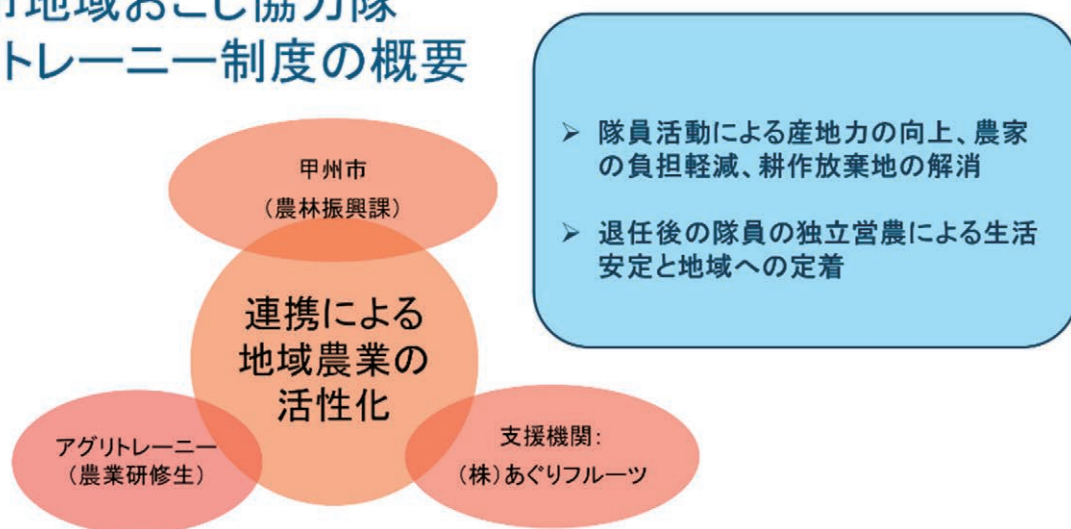 地域おこし協力隊
トレーニー制度の概要
➢ 隊員活動による産地力の向上、農家
の負担軽減、耕作放棄地の解消
➢ 退任後の隊員の独立営農による生活
安定と地域への定着
甲州市
(農林振興課)
連携による
地域農業の
活性化
アグリトレーニー
(農業研修生)
支援機関:
(株)あぐりフルーツ